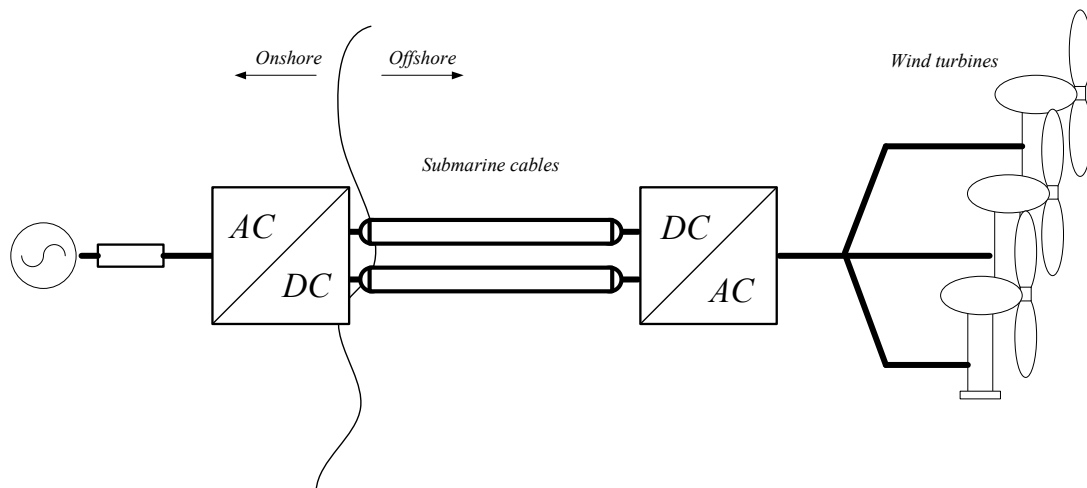 Onshore
Offshore
Wind turbines
Submarine cables
AC
DC
DC
AC